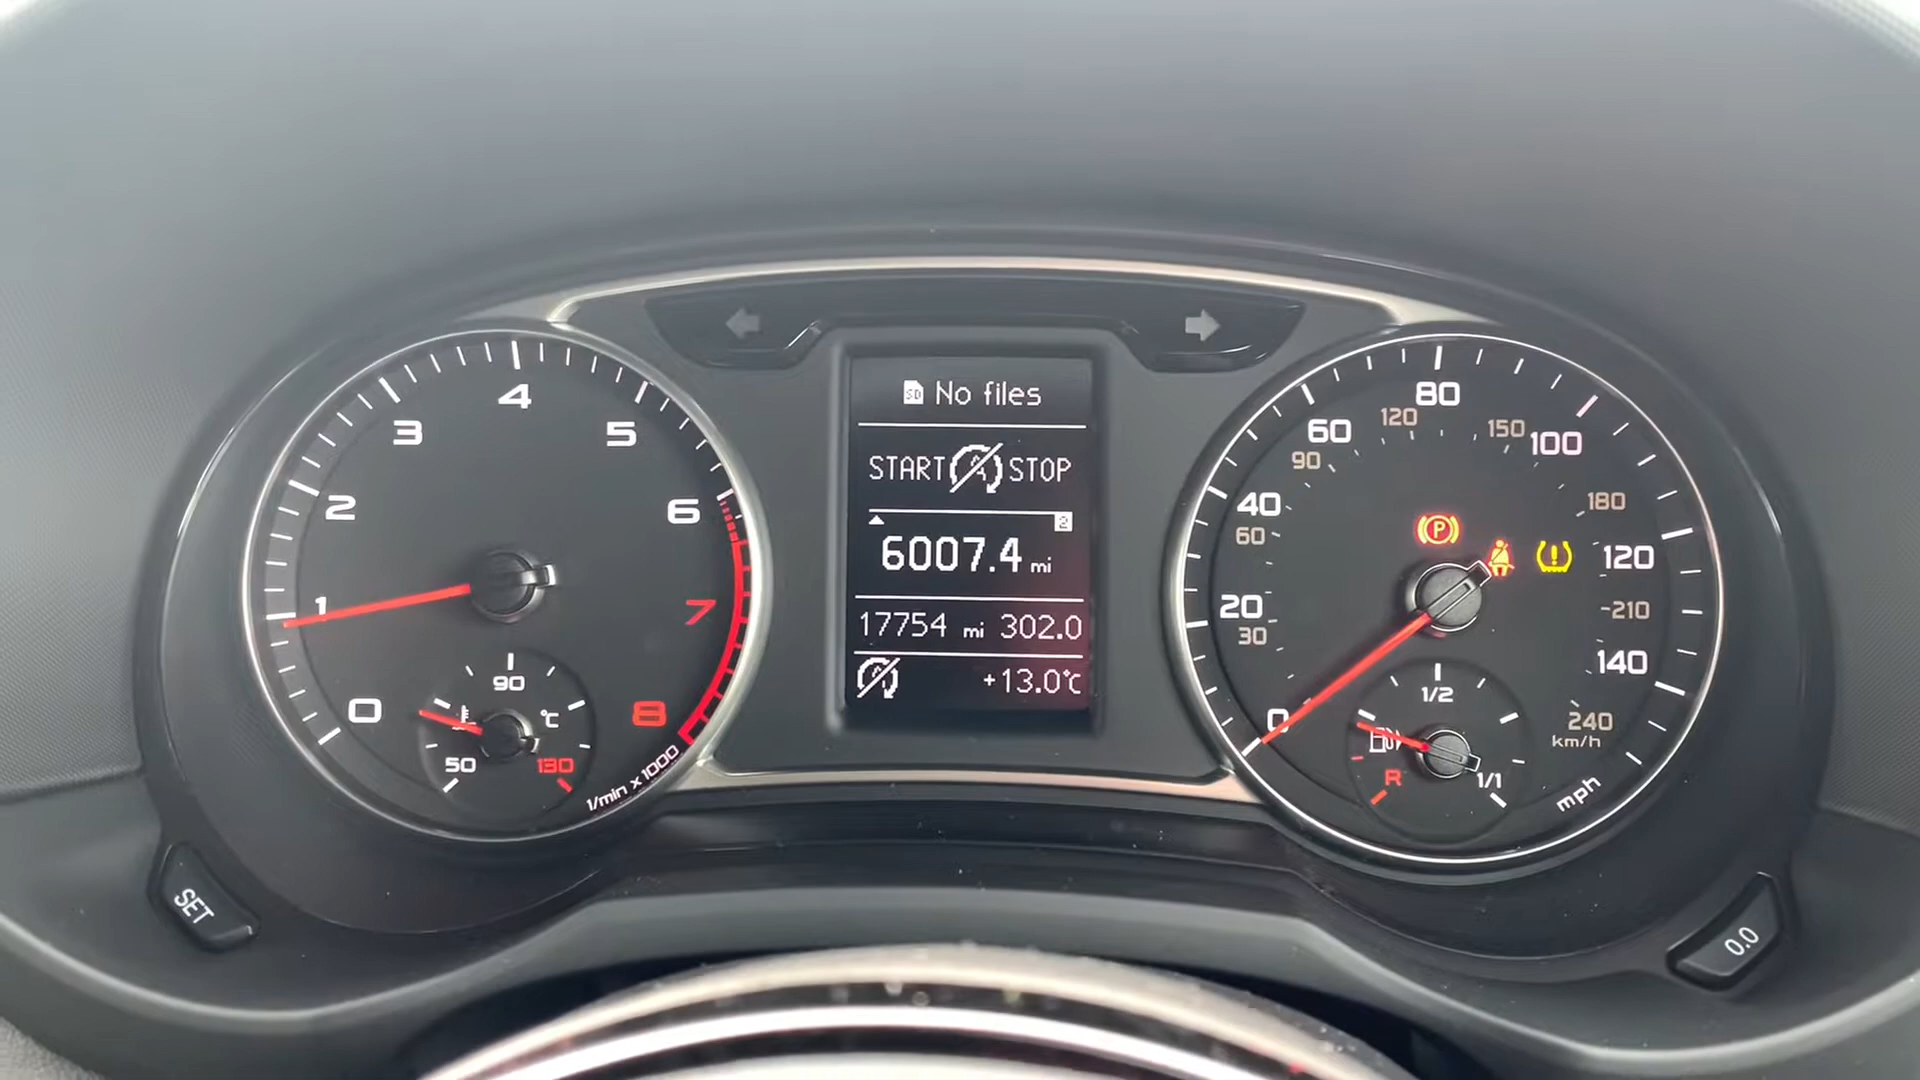 0
1
2
3
4
5
6
7
8
1/min x 1000
50
90
130
°C
SD No files
START A STOP
2
6007.4 mi
17754 mi 302.0
A +13.0°C
0
20
40
60
80
100
120
140
mph
30
60
90
120
150
180
210
240
km/h
P
!
R
1/2
1/1
SET
0.0